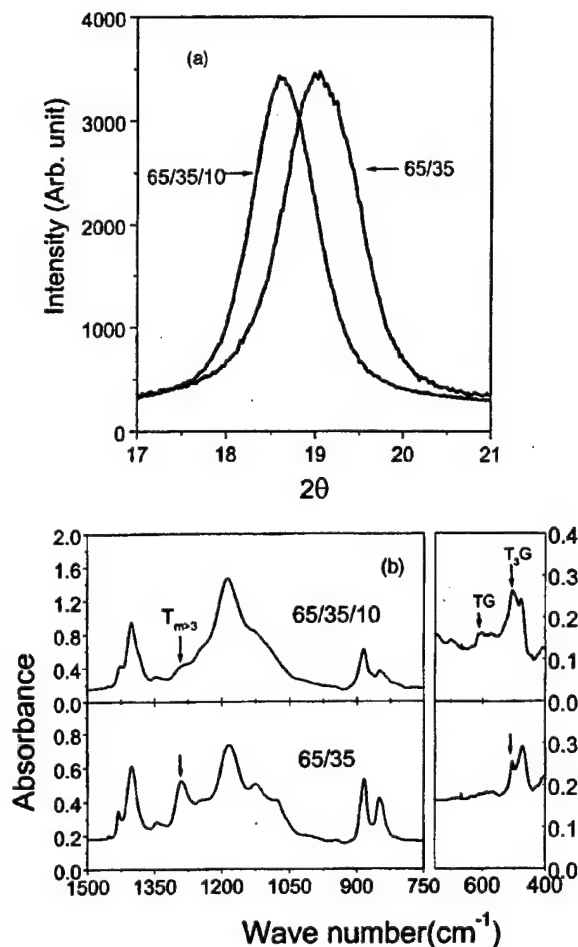 4000
(a)
3000
65/35/10
65/35
2000
Intensity (Arb. unit)
1000
0
17 18 19 20 21
2θ
2.0
(b)
1.6
1.2
Tm>3
65/35/10
0.8
0.4
0.0
0.4
T3G
TG
0.3
0.2
0.1
0.0
0.8
65/35
0.6
0.4
0.2
0.0
0.3
0.2
0.1
0.0
Absorbance
1500 1350 1200 1050 900 750
600 400
Wave number(cm-1)